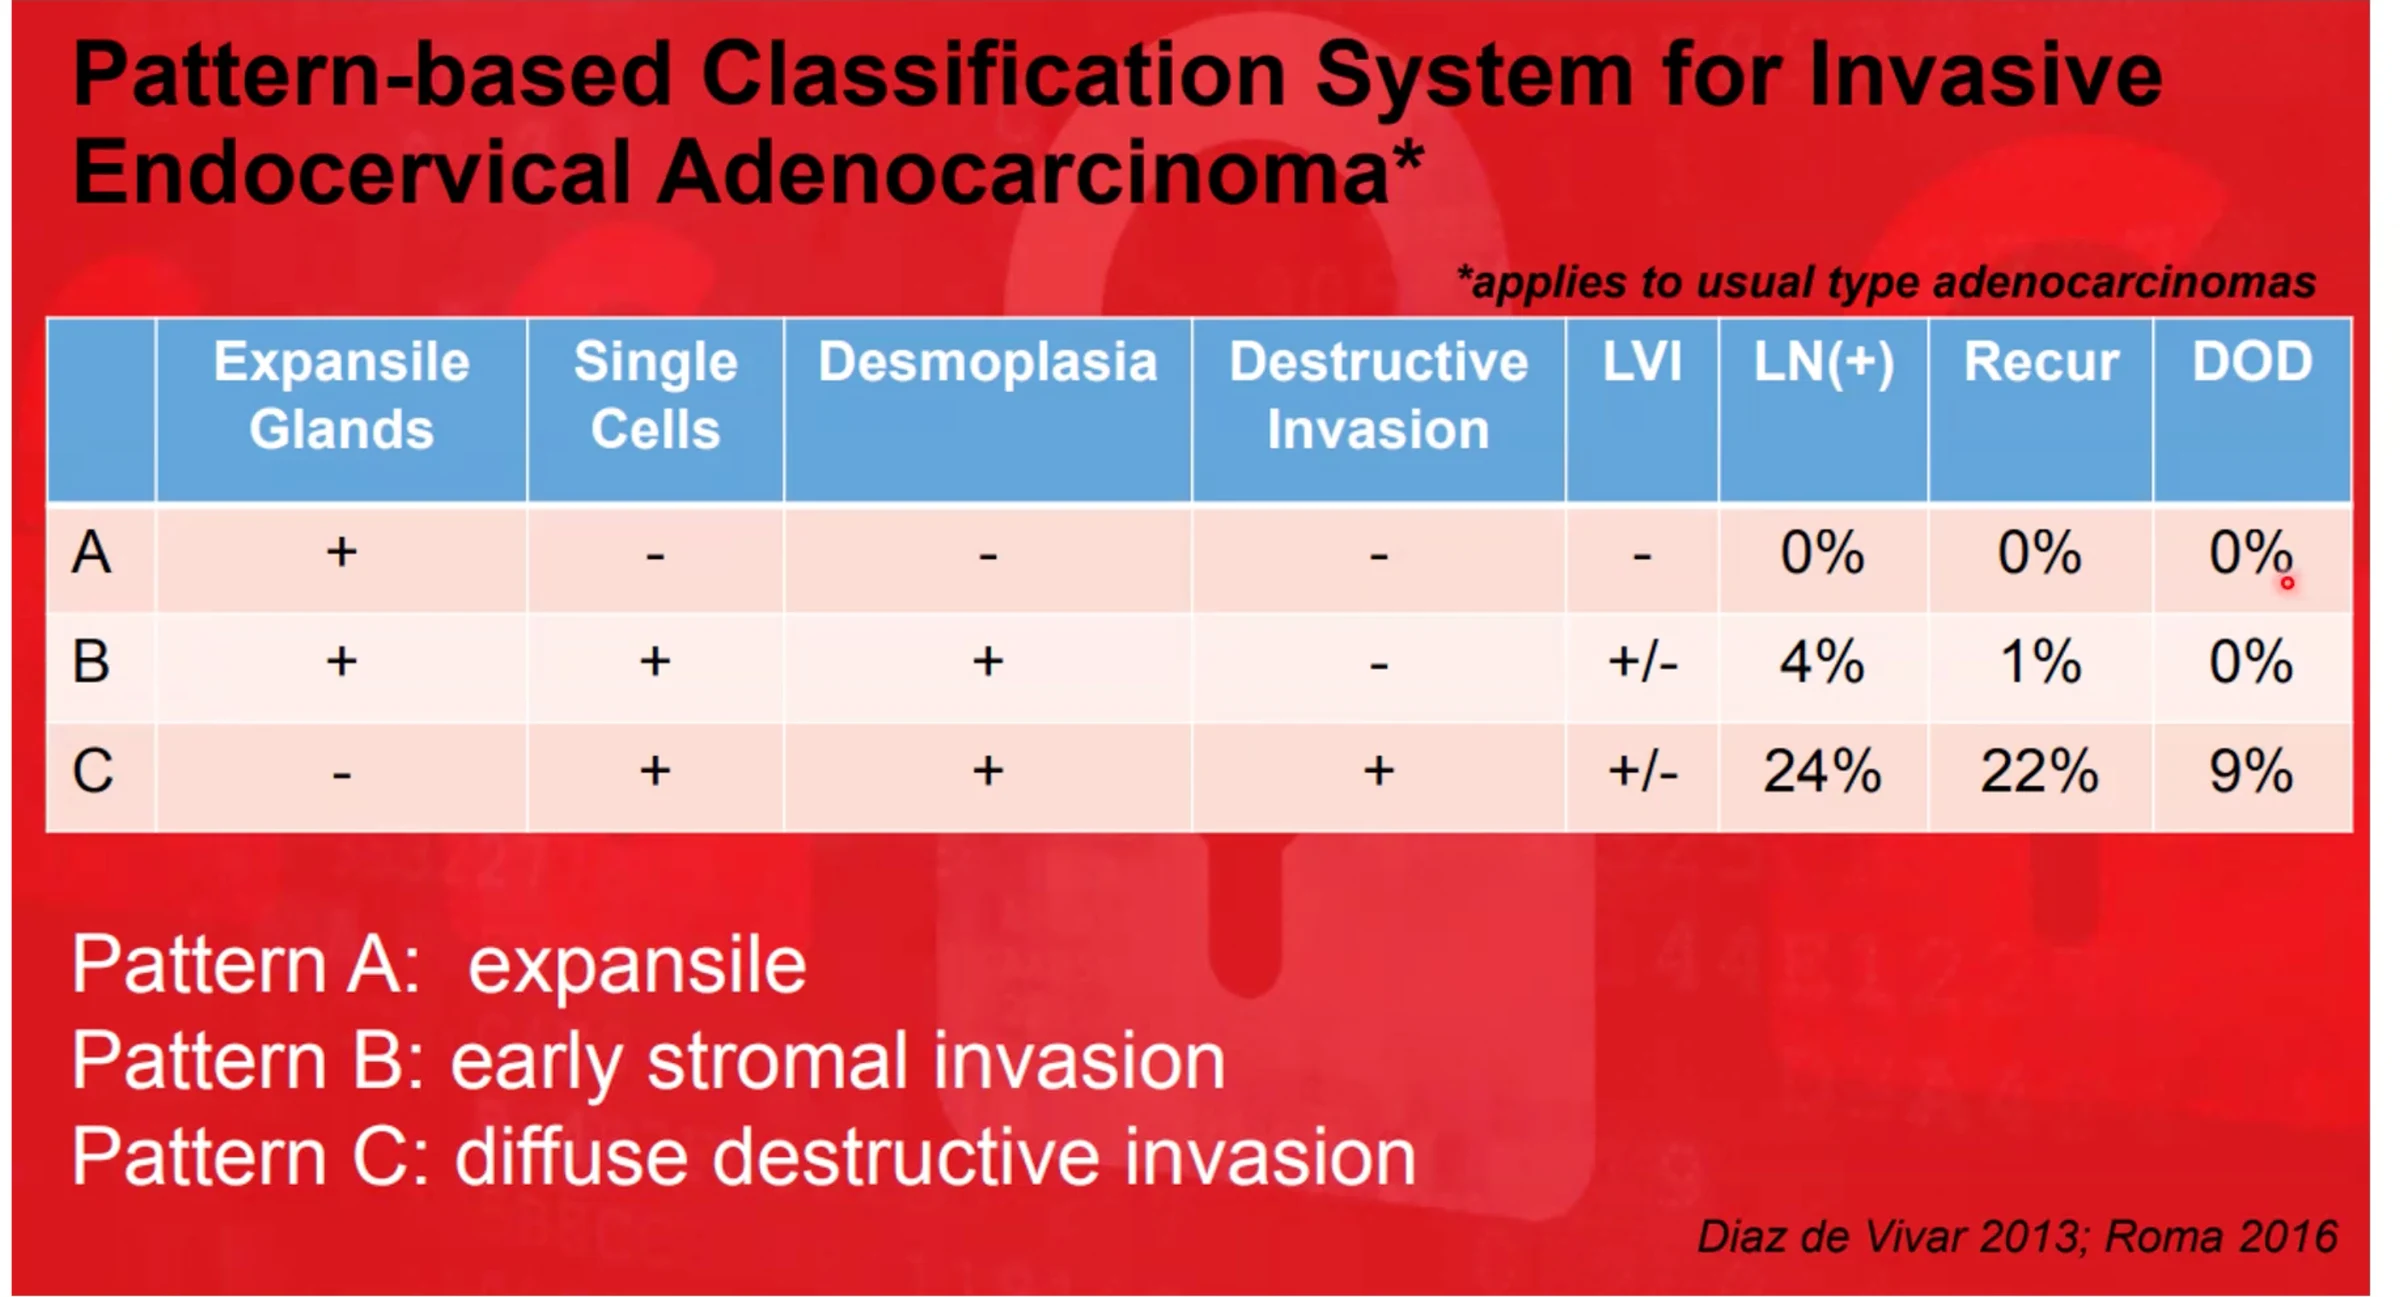 Pattern-based Classification System for Invasive
Endocervical Adenocarcinoma*
*applies to usual type adenocarcinomas
Expansile Glands Single Cells Desmoplasia Destructive Invasion LVI LN(+) Recur DOD
A + - - - - 0% 0% 0%
B + + + - +/- 4% 1% 0%
C - + + + +/- 24% 22% 9%
Pattern A: expansile
Pattern B: early stromal invasion
Pattern C: diffuse destructive invasion
Diaz de Vivar 2013; Roma 2016